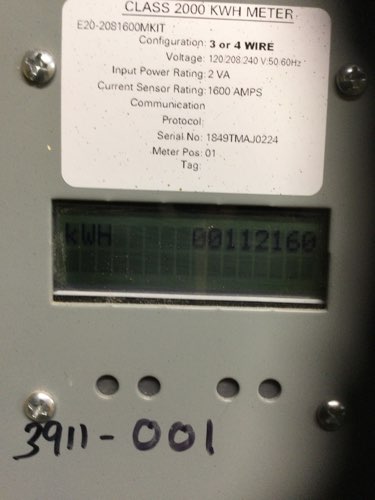 CLASS 2000 KWH METER
E20-2081600MKIT
Configuration: 3 or 4 WIRE
Voltage: 120/208:240 V:50/60Hz
Input Power Rating: 2 VA
Current Sensor Rating: 1600 AMPS
Communication
Protocol:
Serial No: 1849TMAJ0224
Meter Pos: 01
Tag:
kWH 00112160
3911-001